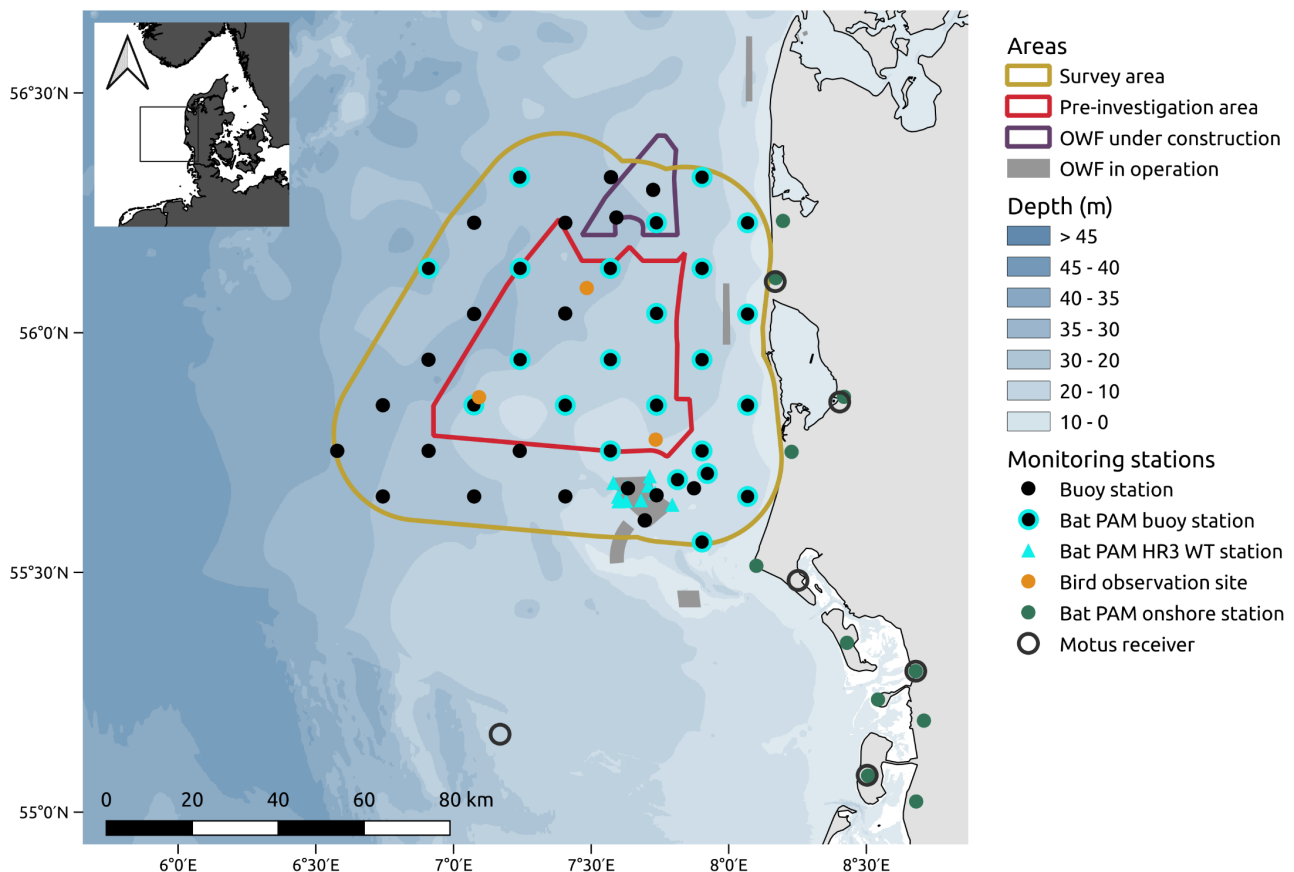 56°30′N
56°0′N
55°30′N
55°0′N
0 20 40 60 80 km
6°0′E 6°30′E 7°0′E 7°30′E 8°0′E 8°30′E
Areas
Survey area
Pre-investigation area
OWF under construction
OWF in operation
Depth (m)
> 45
45 - 40
40 - 35
35 - 30
30 - 20
20 - 10
10 - 0
Monitoring stations
Buoy station
Bat PAM buoy station
Bat PAM HR3 WT station
Bird observation site
Bat PAM onshore station
Motus receiver